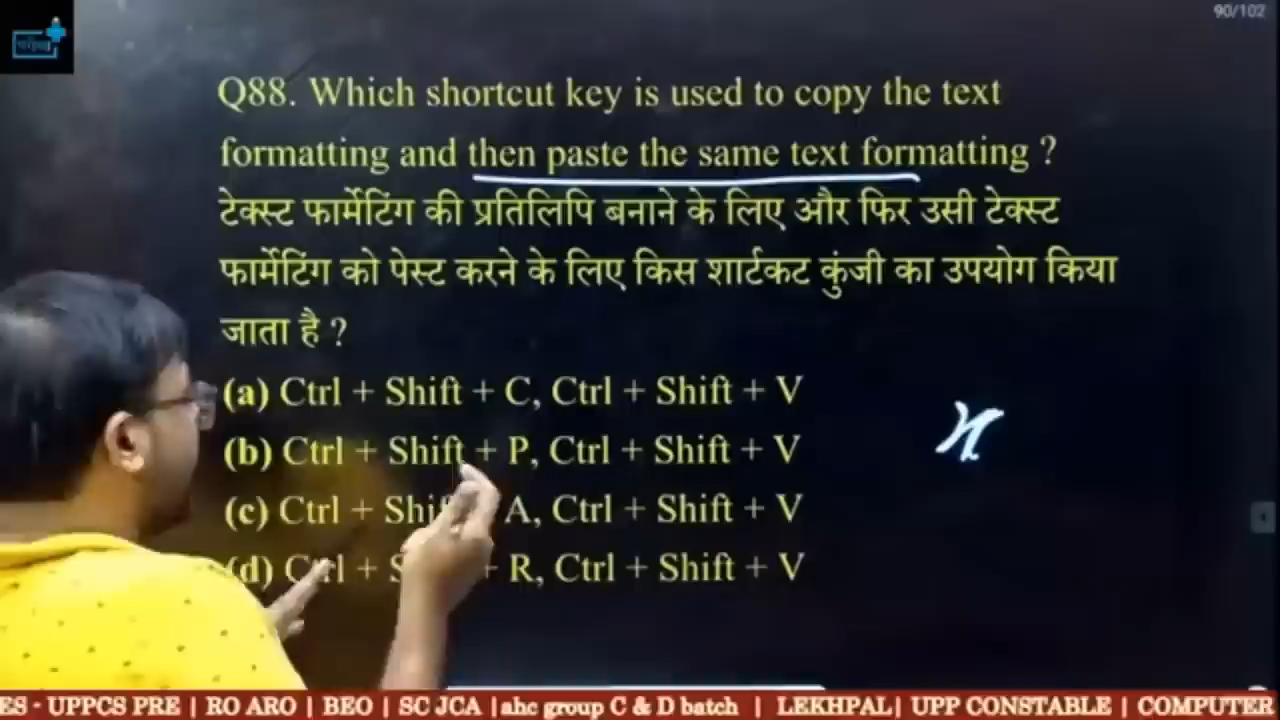 90/102
Q88. Which shortcut key is used to copy the text
formatting and then paste the same text formatting ?
टेक्स्ट फार्मेटिंग की प्रतिलिपि बनाने के लिए और फिर उसी टेक्स्ट
फार्मेटिंग को पेस्ट करने के लिए किस शार्टकट कुंजी का उपयोग किया
जाता है ?
(a) Ctrl + Shift + C, Ctrl + Shift + V
(b) Ctrl + Shift + P, Ctrl + Shift + V
(c) Ctrl + Shif A, Ctrl + Shift + V
(d) Ctrl + S + R, Ctrl + Shift + V
ES - UPPCS PRE | RO ARO | BEO | SC JCA |ahc group C & D batch | LEKHPAL| UPP CONSTABLE | COMPUTER